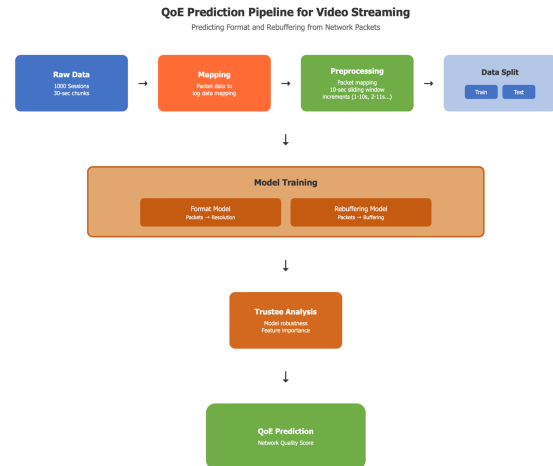 QoE Prediction Pipeline for Video Streaming
Predicting Format and Rebuffering from Network Packets
Raw Data
1000 Sessions
30-sec chunks
→
Mapping
Packet data to
log data mapping
→
Preprocessing
Packet mapping
10-sec sliding window
increments (1-10s, 2-11s...)
→
Data Split
Train
Test
↓
Model Training
Format Model
Packets → Resolution
Rebuffering Model
Packets → Buffering
↓
Trustee Analysis
Model robustness
Feature importance
↓
QoE Prediction
Network Quality Score